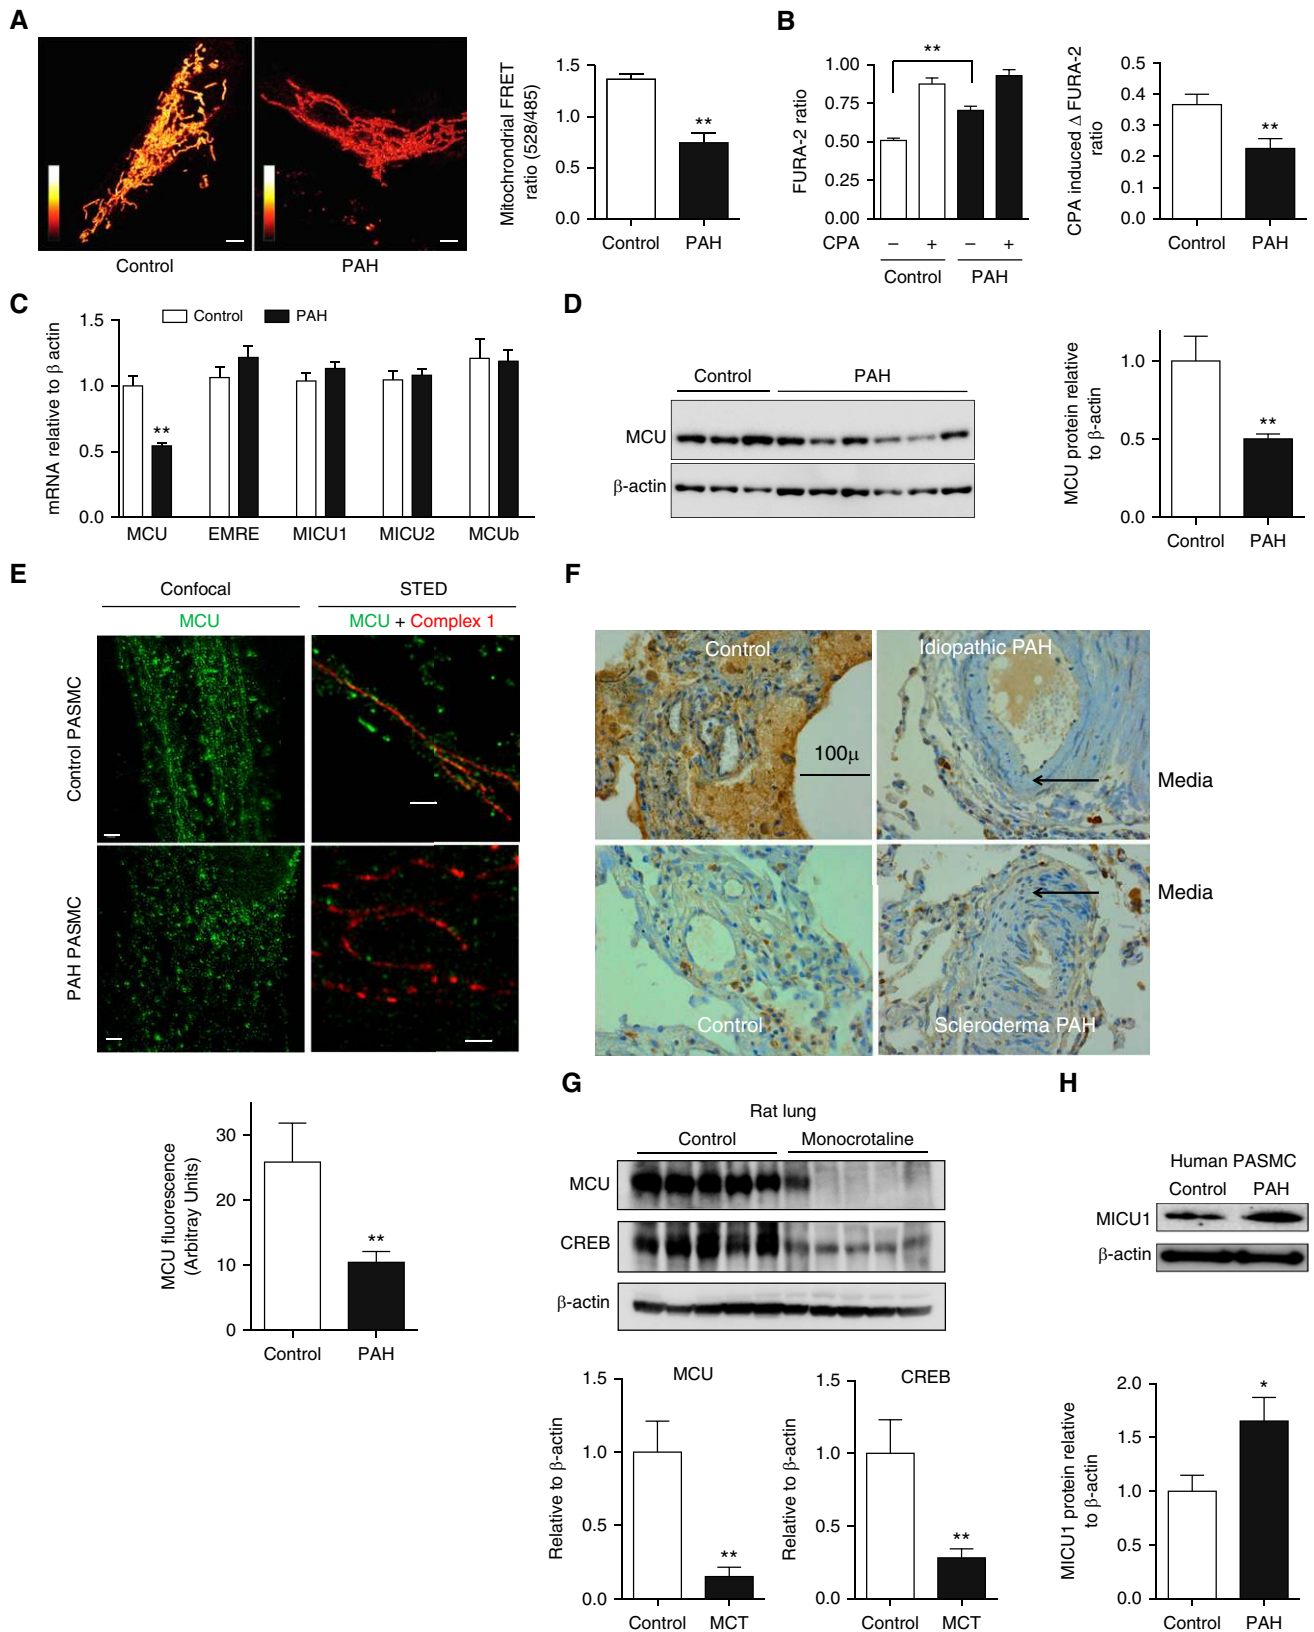 A
Mitochrondrial FRET
ratio (528/485)
1.5
1.0
0.5
0.0
Control
PAH
Control
PAH
B
FURA-2 ratio
1.00
0.75
0.50
0.25
0.00
**
CPA
–
+
–
+
Control
PAH
CPA induced Δ FURA-2
ratio
0.5
0.4
0.3
0.2
0.1
0.0
**
Control
PAH
**
C
mRNA relative to β actin
1.5
1.0
0.5
0.0
Control
PAH
**
MCU
EMRE
MICU1
MICU2
MCUb
D
Control
PAH
MCU
β-actin
MCU protein relative
to β-actin
1.0
0.5
0.0
**
Control
PAH
E
Confocal
STED
MCU
MCU + Complex 1
Control PASMC
PAH PASMC
MCU fluorescence
(Arbitray Units)
30
20
10
0
**
Control
PAH
F
Control
Idiopathic PAH
100μ
Media
Media
Control
Scleroderma PAH
G
Rat lung
Control
Monocrotaline
MCU
CREB
β-actin
MCU
Relative to β-actin
1.5
1.0
0.5
0.0
**
Control
MCT
CREB
Relative to β-actin
1.5
1.0
0.5
0.0
**
Control
MCT
H
Human PASMC
Control
PAH
MICU1
β-actin
MICU1 protein relative
to β-actin
2.0
1.5
1.0
0.5
0.0
*
Control
PAH